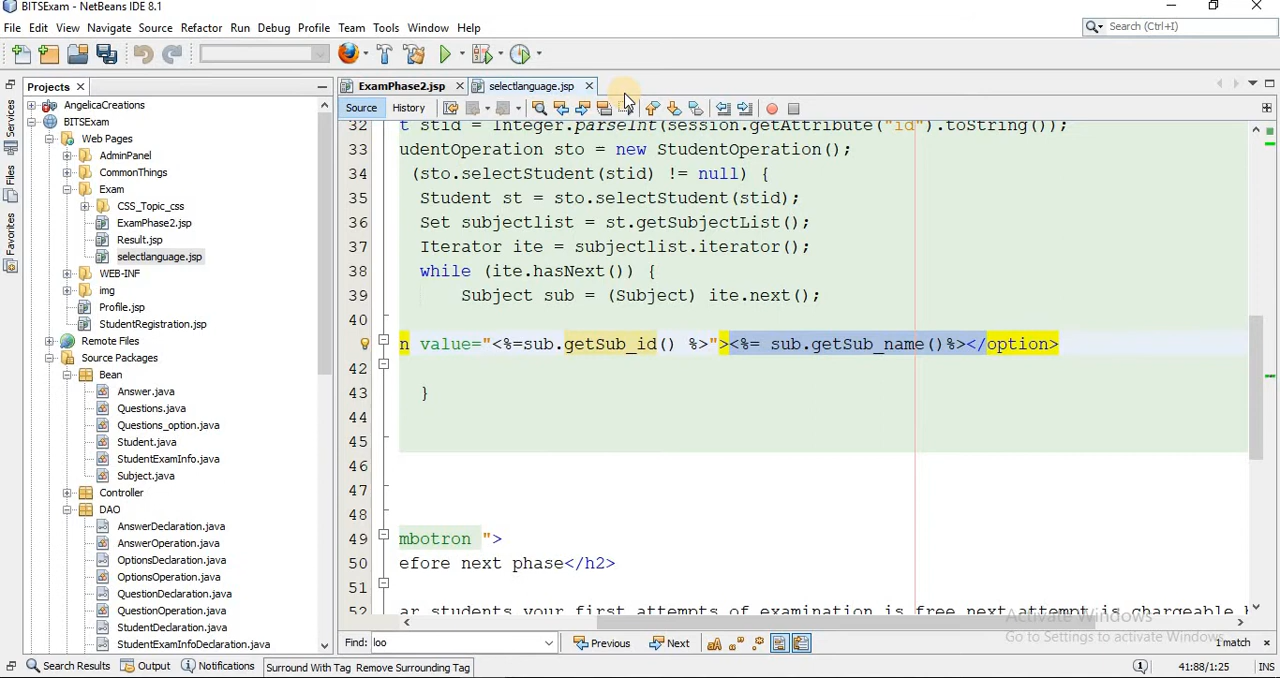 BITSExam - NetBeans IDE 8.1
File Edit View Navigate Source Refactor Run Debug Profile Team Tools Window Help
Search (Ctrl+I)
Projects
ExamPhase2.jsp selectlanguage.jsp
Source History
Services
Files
Favorites
AngelicaCreations
BITSExam
Web Pages
AdminPanel
CommonThings
Exam
CSS_Topic_css
ExamPhase2.jsp
Result.jsp
selectlanguage.jsp
WEB-INF
img
Profile.jsp
StudentRegistration.jsp
Remote Files
Source Packages
Bean
Answer.java
Questions.java
Questions_option.java
Student.java
StudentExamInfo.java
Subject.java
Controller
DAO
AnswerDeclaration.java
AnswerOperation.java
OptionsDeclaration.java
OptionsOperation.java
QuestionDeclaration.java
QuestionOperation.java
StudentDeclaration.java
StudentExamInfoDeclaration.java
32 t stid = Integer.parseInt(session.getAttribute("id").toString());
33 udentOperation sto = new StudentOperation();
34 (sto.selectStudent(stid) != null) {
35 Student st = sto.selectStudent(stid);
36 Set subjectlist = st.getSubjectList();
37 Iterator ite = subjectlist.iterator();
38 while (ite.hasNext()) {
39 Subject sub = (Subject) ite.next();
40
n value="<%=sub.getSub_id() %>"><%= sub.getSub_name()%></option>
42
43 }
44
45
46
47
48
49 mbotron ">
50 efore next phase</h2>
51
52 ar students your first attempts of examination is free next attempt is chargeable
Activate Windows
Go to Settings to activate Windows.
Find: loo Previous Next 1 match
Search Results Output Notifications Surround With Tag Remove Surrounding Tag 41:88/1:25 INS